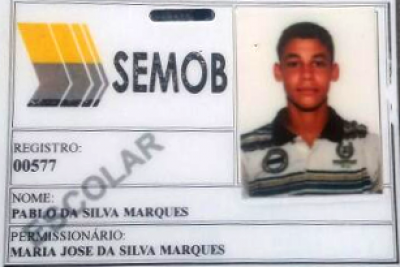 SEMOB
REGISTRO:
00577
ESCOLAR
NOME:
PABLO DA SILVA MARQUES
PERMISSIONÁRIO:
MARIA JOSE DA SILVA MARQUES